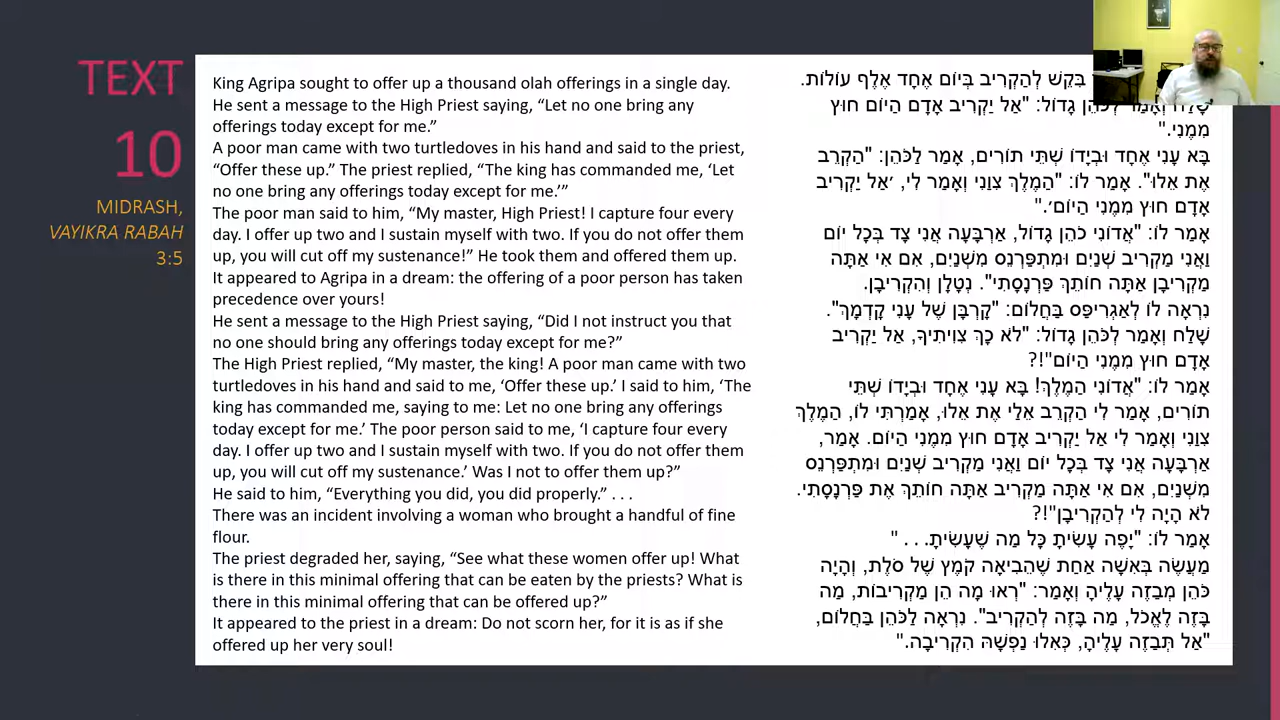 TEXT
10
MIDRASH,
VAYIKRA RABAH
3:5
King Agripa sought to offer up a thousand olah offerings in a single day.
He sent a message to the High Priest saying, “Let no one bring any
offerings today except for me.”
A poor man came with two turtledoves in his hand and said to the priest,
“Offer these up.” The priest replied, “The king has commanded me, ‘Let
no one bring any offerings today except for me.’”
The poor man said to him, “My master, High Priest! I capture four every
day. I offer up two and I sustain myself with two. If you do not offer them
up, you will cut off my sustenance!” He took them and offered them up.
It appeared to Agripa in a dream: the offering of a poor person has taken
precedence over yours!
He sent a message to the High Priest saying, “Did I not instruct you that
no one should bring any offerings today except for me?”
The High Priest replied, “My master, the king! A poor man came with two
turtledoves in his hand and said to me, ‘Offer these up.’ I said to him, ‘The
king has commanded me, saying to me: Let no one bring any offerings
today except for me.’ The poor person said to me, ‘I capture four every
day. I offer up two and I sustain myself with two. If you do not offer them
up, you will cut off my sustenance.’ Was I not to offer them up?”
He said to him, “Everything you did, you did properly.” . . .
There was an incident involving a woman who brought a handful of fine
flour.
The priest degraded her, saying, “See what these women offer up! What
is there in this minimal offering that can be eaten by the priests? What is
there in this minimal offering that can be offered up?”
It appeared to the priest in a dream: Do not scorn her, for it is as if she
offered up her very soul!
בִּקֵּשׁ לְהַקְרִיב בְּיוֹם אֶחָד אֶלֶף עוֹלוֹת.
לְכֹהֵן גָּדוֹל: "אַל יַקְרִיב אָדָם הַיּוֹם חוּץ
מִמֶּנִּי."
בָּא עָנִי אֶחָד וּבְיָדוֹ שְׁתֵּי תוֹרִים, אָמַר לַכֹּהֵן: "הַקְרֵב
אֶת אֵלּוּ". אָמַר לוֹ: "הַמֶּלֶךְ צִוַּנִי וְאָמַר לִי, ׳אַל יַקְרִיב
אָדָם חוּץ מִמֶּנִּי הַיּוֹם׳."
אָמַר לוֹ: "אֲדוֹנִי כֹהֵן גָּדוֹל, אַרְבָּעָה אֲנִי צָד בְּכָל יוֹם
וַאֲנִי מַקְרִיב שְׁנַיִם וּמִתְפַּרְנֵס מִשְּׁנַיִם, אִם אִי אַתָּה
מַקְרִיבָן אַתָּה חוֹתֵךְ פַּרְנָסָתִי". נְטָלָן וְהִקְרִיבָן.
נִרְאָה לוֹ לְאַגְרִיפַּס בַּחֲלוֹם: "קָרְבָּן שֶׁל עָנִי קְדָמְךָ".
שָׁלַח וְאָמַר לְכֹהֵן גָּדוֹל: "לֹא כָּךְ צִוִּיתִיךָ, אַל יַקְרִיב
אָדָם חוּץ מִמֶּנִּי הַיּוֹם"!?
אָמַר לוֹ: "אֲדוֹנִי הַמֶּלֶךְ! בָּא עָנִי אֶחָד וּבְיָדוֹ שְׁתֵּי
תוֹרִים, אָמַר לִי הַקְרֵב אֵלַי אֶת אֵלּוּ, אָמַרְתִּי לוֹ, הַמֶּלֶךְ
צִוַּנִי וְאָמַר לִי אַל יַקְרִיב אָדָם חוּץ מִמֶּנִּי הַיּוֹם. אָמַר,
אַרְבָּעָה אֲנִי צָד בְּכָל יוֹם וַאֲנִי מַקְרִיב שְׁנַיִם וּמִתְפַּרְנֵס
מִשְּׁנַיִם, אִם אִי אַתָּה מַקְרִיב אַתָּה חוֹתֵךְ אֶת פַּרְנָסָתִי.
לֹא הָיָה לִי לְהַקְרִיבָן"!?
אָמַר לוֹ: "יָפֶה עָשִׂיתָ כָּל מַה שֶּׁעָשִׂיתָ. . . "
מַעֲשֶׂה בְּאִשָּׁה אַחַת שֶׁהֵבִיאָה קֹמֶץ שֶׁל סֹלֶת, וְהָיָה
כֹּהֵן מְבַזֶּה עָלֶיהָ וְאָמַר: "רְאוּ מָה הֵן מַקְרִיבוֹת, מַה
בָּזֶה לֶאֱכֹל, מַה בָּזֶה לְהַקְרִיב". נִרְאָה לַכֹּהֵן בַּחֲלוֹם,
"אַל תְּבַזֶּה עָלֶיהָ, כְּאִלּוּ נַפְשָׁהּ הִקְרִיבָה."